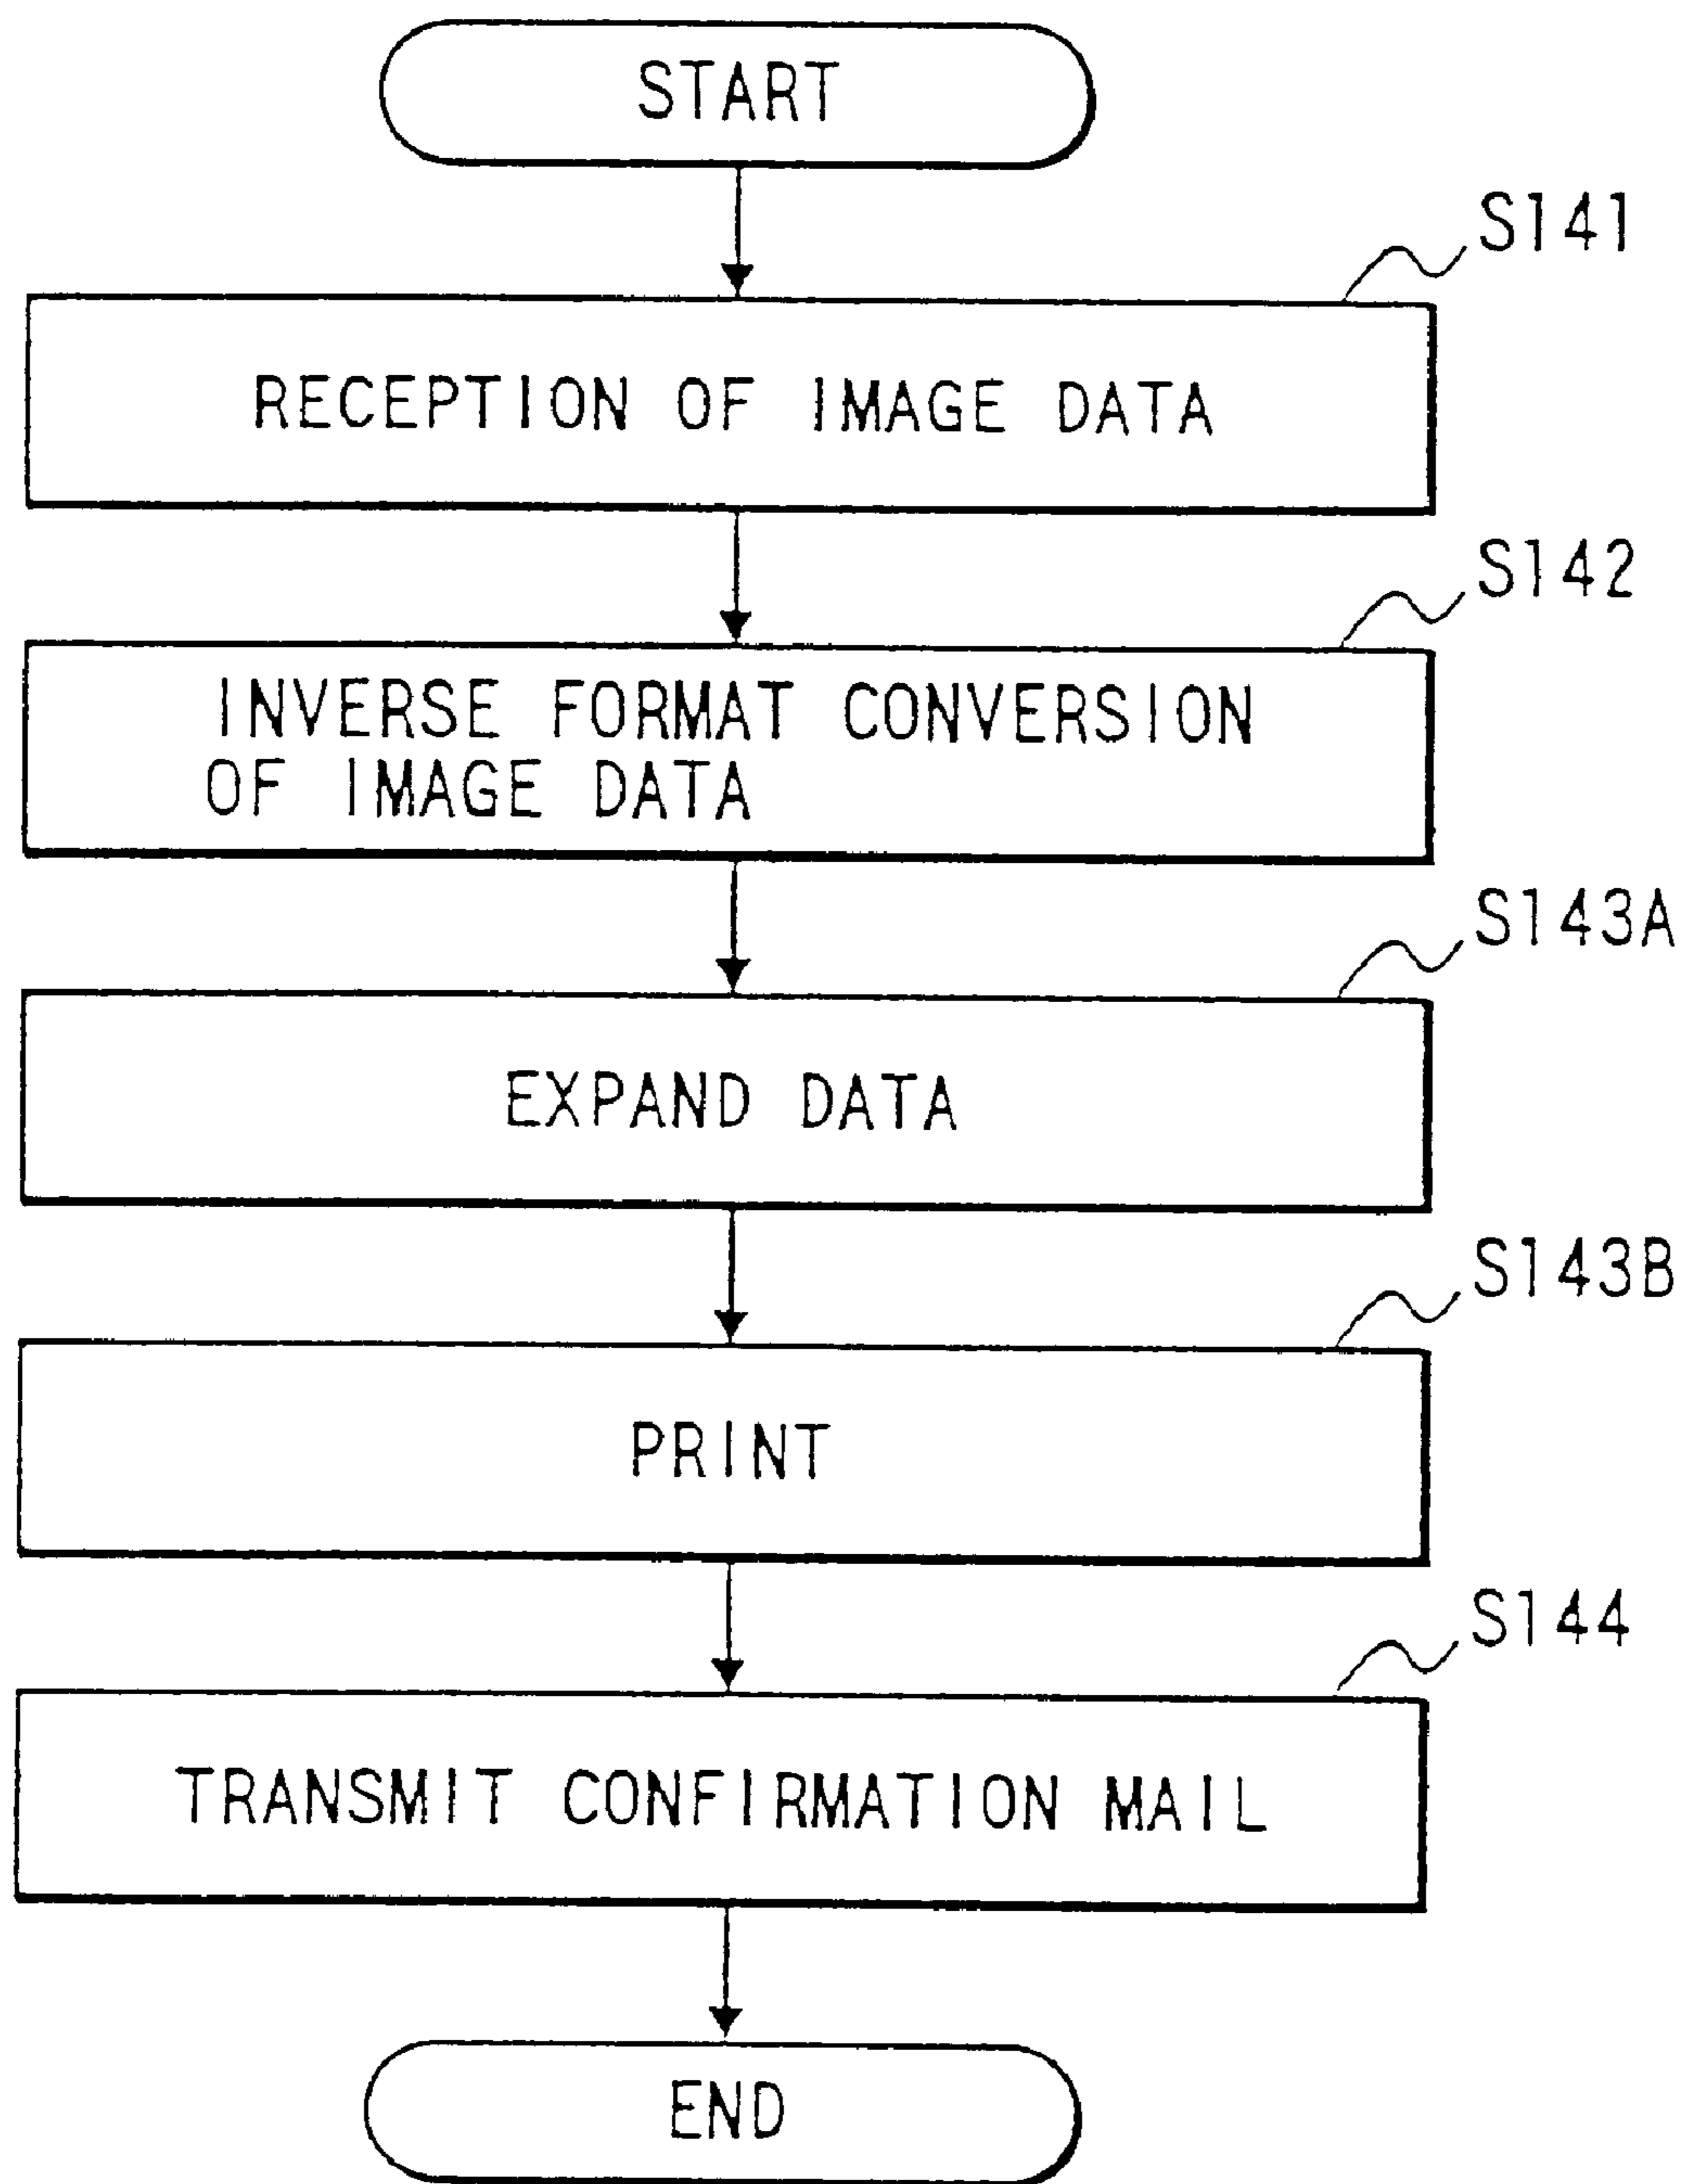 START
S141
RECEPTION OF IMAGE DATA
S142
INVERSE FORMAT CONVERSION
OF IMAGE DATA
S143A
EXPAND DATA
S143B
PRINT
S144
TRANSMIT CONFIRMATION MAIL
END